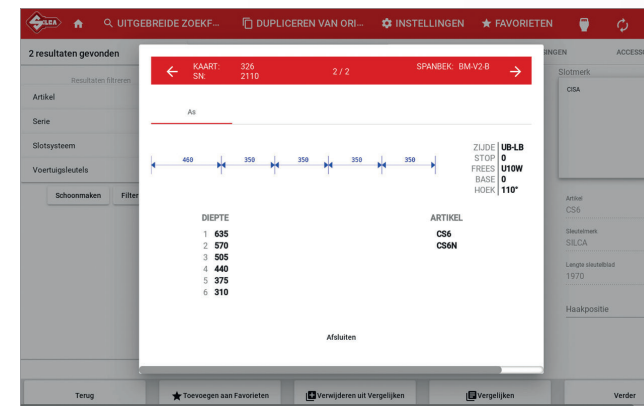 SILCA
UITGEBREIDE ZOEKF...
DUPLICEREN VAN ORI...
INSTELLINGEN
FAVORIETEN
2 resultaten gevonden
INGEN
ACCESS
Resultaten filtreren
Artikel
Serie
Slotsysteem
Voertuigsleutels
Schoonmaken
Filter
KAART: 326
SN: 2110
2 / 2
SPANBEK: BM-V2-B
As
460 350 350 350 350
ZIJDE UB-LB
STOP 0
FREES U10W
BASE 0
HOEK 110°
DIEPTE
1 635
2 570
3 505
4 440
5 375
6 310
ARTIKEL
CS6
CS6N
Afsluiten
Slotmerk
CISA
Artikel
CS6
Sleutelmerk
SILCA
Lengte sleutelblad
1970
Haakpositie
Terug
Toevoegen aan Favorieten
Verwijderen uit Vergelijken
Vergelijken
Verder